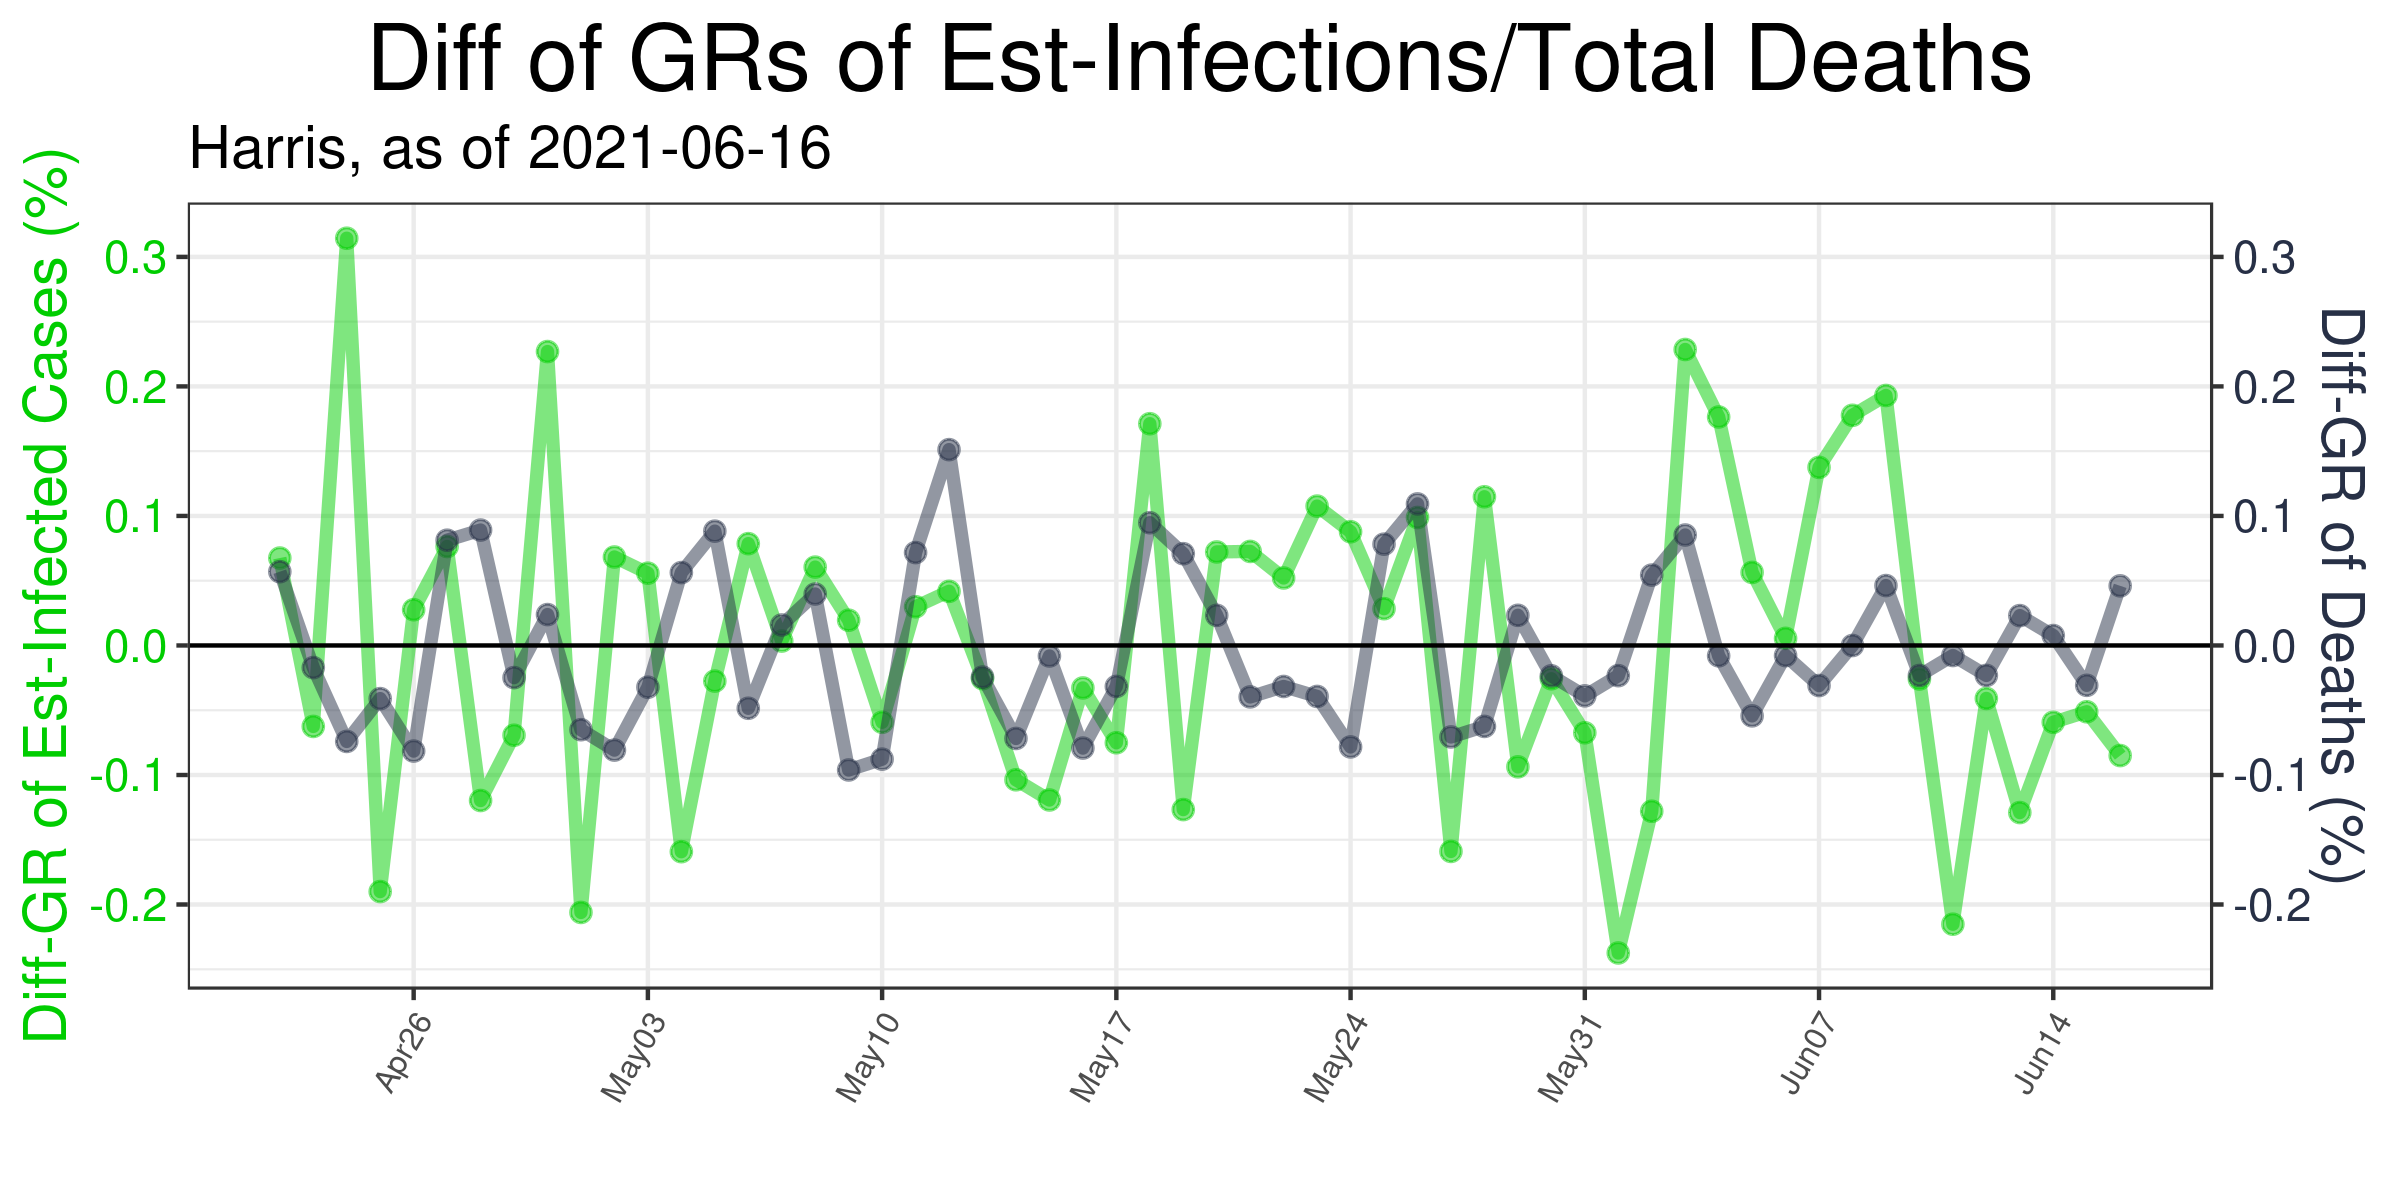 Diff of GRs of Est-Infections/Total Deaths
Harris, as of 2021-06-16
Diff-GR of Est-Infected Cases (%)
0.3
0.2
0.1
0.0
-0.1
-0.2
0.3
0.2
0.1
0.0
-0.1
-0.2
Diff-GR of Deaths (%)
Apr26
May03
May10
May17
May24
May31
Jun07
Jun14